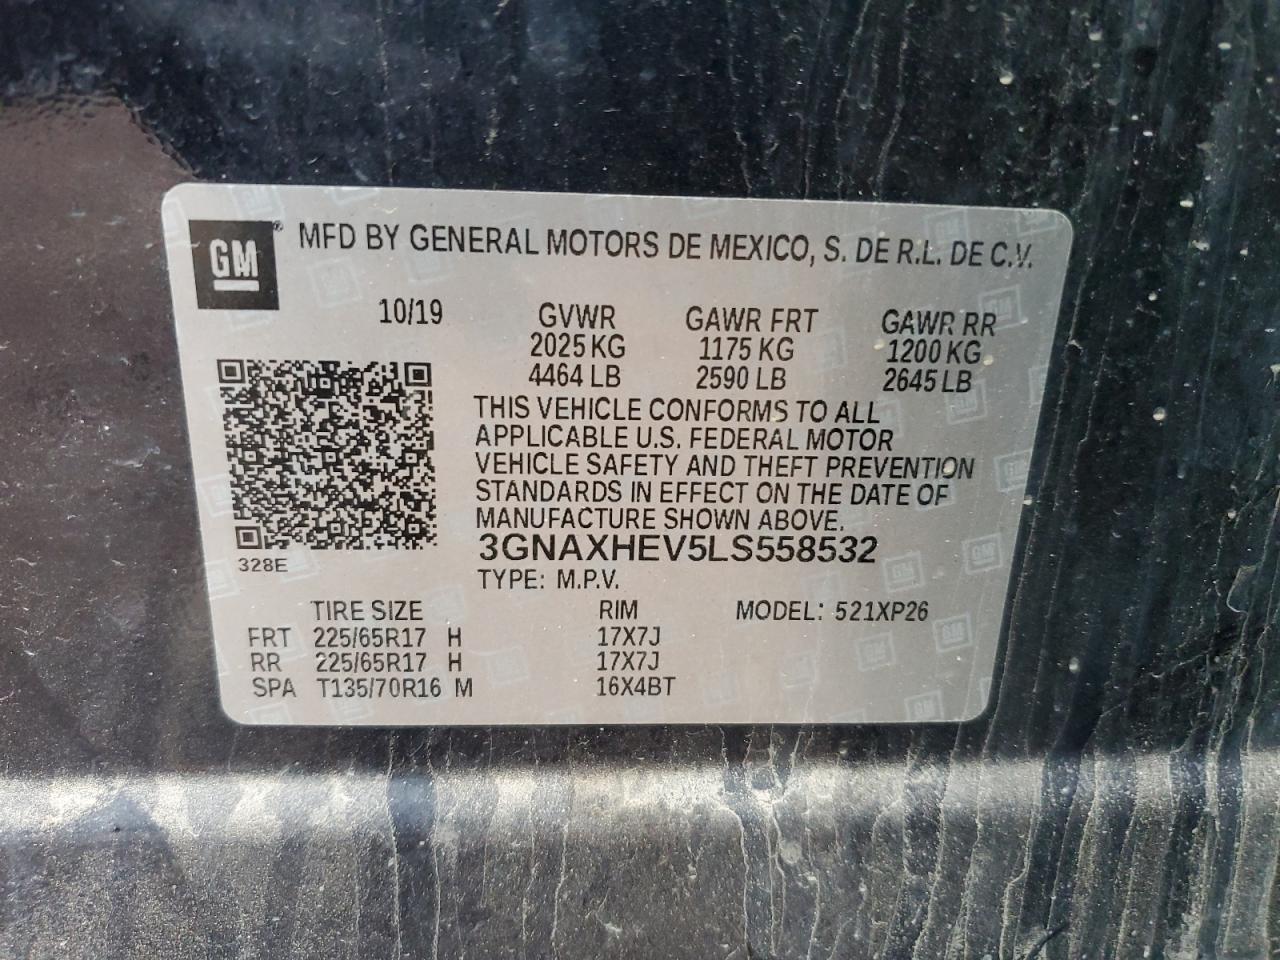 GM® MFD BY GENERAL MOTORS DE MEXICO, S. DE R.L. DE C.V.
10/19 GVWR GAWR FRT GAWR RR
2025 KG 1175 KG 1200 KG
4464 LB 2590 LB 2645 LB
THIS VEHICLE CONFORMS TO ALL
APPLICABLE U.S. FEDERAL MOTOR
VEHICLE SAFETY AND THEFT PREVENTION
STANDARDS IN EFFECT ON THE DATE OF
MANUFACTURE SHOWN ABOVE.
3GNAXHEV5LS558532
328E
TYPE: M.P.V.
TIRE SIZE RIM MODEL: 521XP26
FRT 225/65R17 H 17X7J
RR 225/65R17 H 17X7J
SPA T135/70R16 M 16X4BT